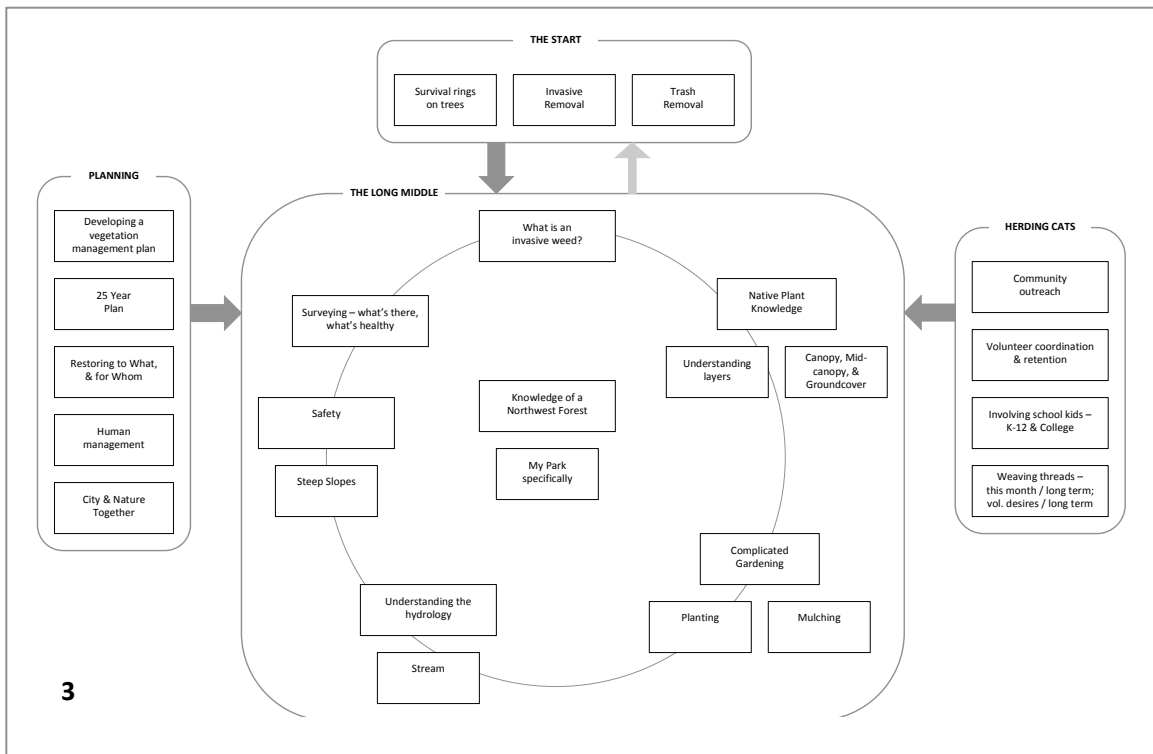 THE START
Survival rings
on trees
Invasive
Removal
Trash
Removal
PLANNING
Developing a
vegetation
management plan
25 Year
Plan
Restoring to What,
& for Whom
Human
management
City & Nature
Together
THE LONG MIDDLE
What is an
invasive weed?
Surveying – what's there,
what's healthy
Native Plant
Knowledge
Understanding
layers
Canopy, Mid-
canopy, &
Groundcover
Knowledge of a
Northwest Forest
My Park
specifically
Safety
Steep Slopes
Complicated
Gardening
Planting
Mulching
Understanding the
hydrology
Stream
HERDING CATS
Community
outreach
Volunteer coordination
& retention
Involving school kids –
K-12 & College
Weaving threads –
this month / long term;
vol. desires / long term
3